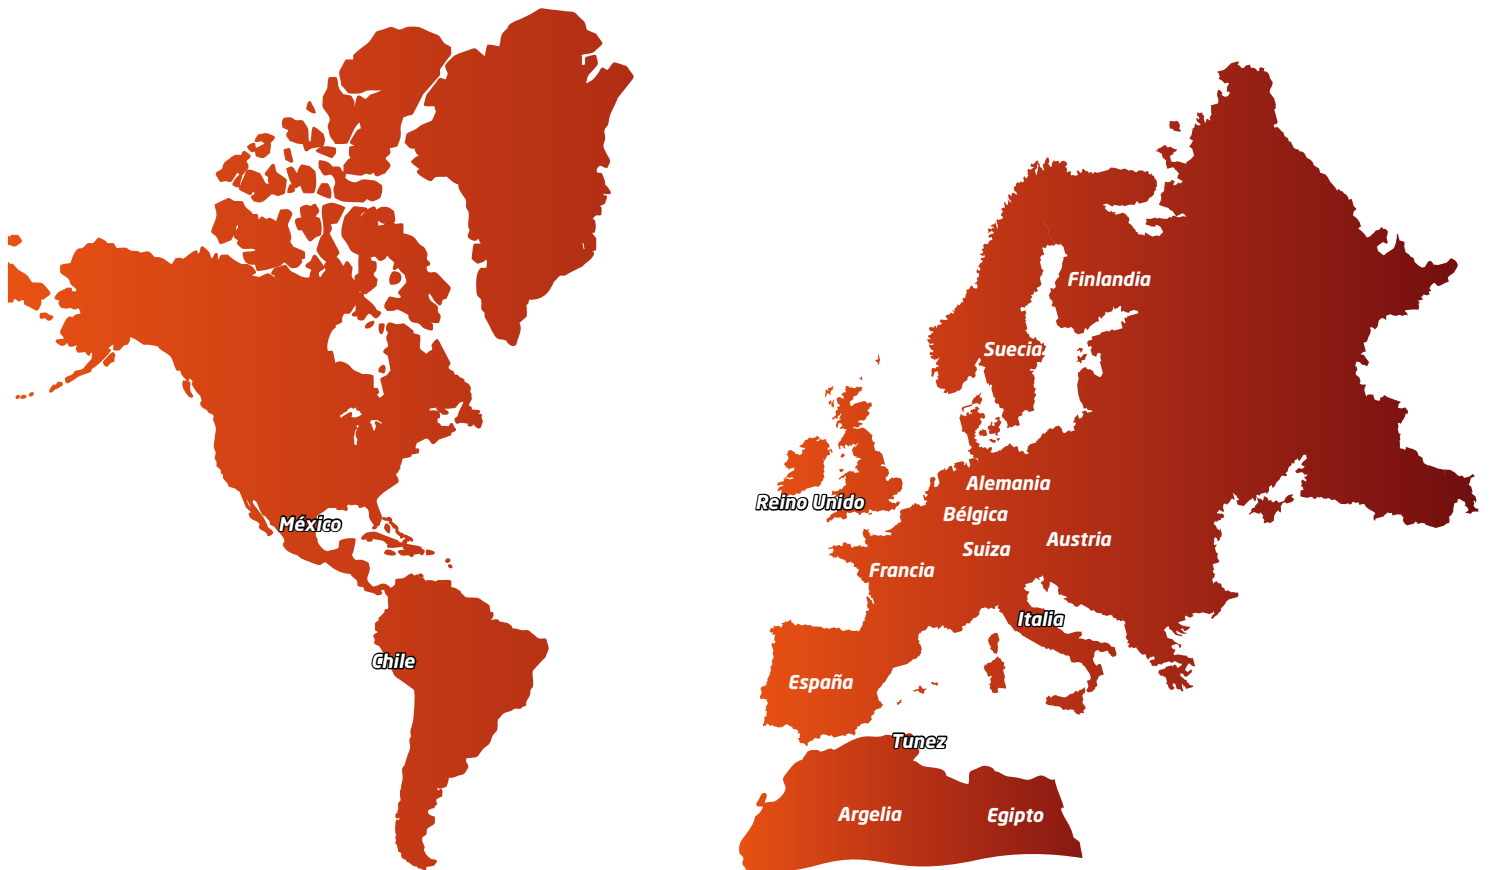 México
Chile
Finlandia
Suecia
Alemania
Reino Unido
Bélgica
Austria
Suiza
Francia
Italia
España
Tunez
Argelia
Egipto